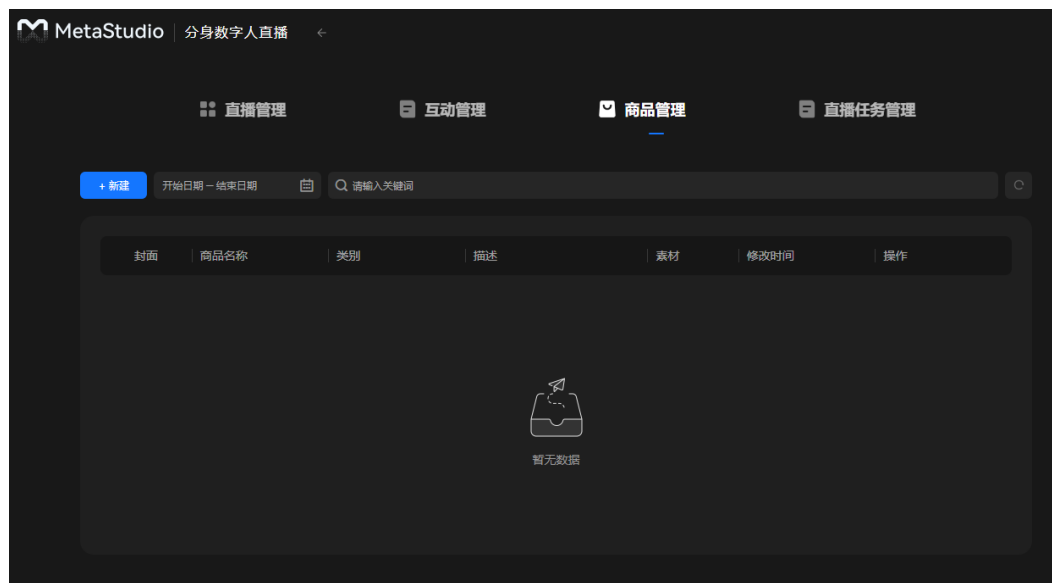 MetaStudio 分身数字人直播 ←
直播管理 互动管理 商品管理 直播任务管理
+ 新建 开始日期 – 结束日期 请输入关键词
封面 商品名称 类别 描述 素材 修改时间 操作
暂无数据